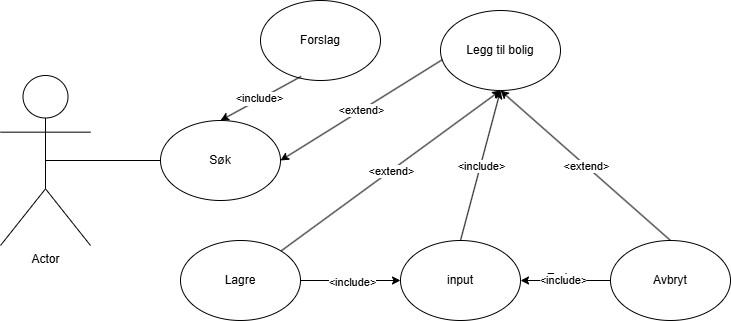 Forslag
Legg til bolig
<include>
<extend>
Søk
<extend>
<include>
<extend>
Actor
Lagre
<include>
input
<include>
Avbryt